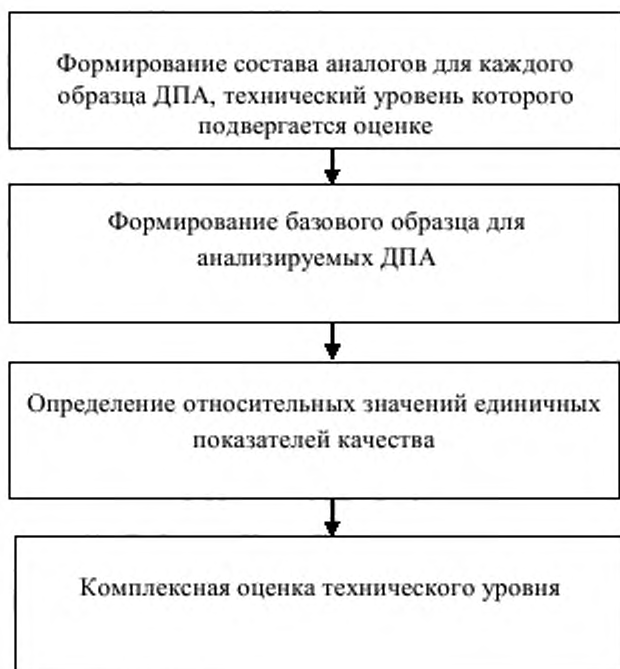 Формирование состава аналогов для каждого
образца ДПА, технический уровень которого
подвергается оценке
Формирование базового образца для
анализируемых ДПА
Определение относительных значений единичных
показателей качества
Комплексная оценка технического уровня